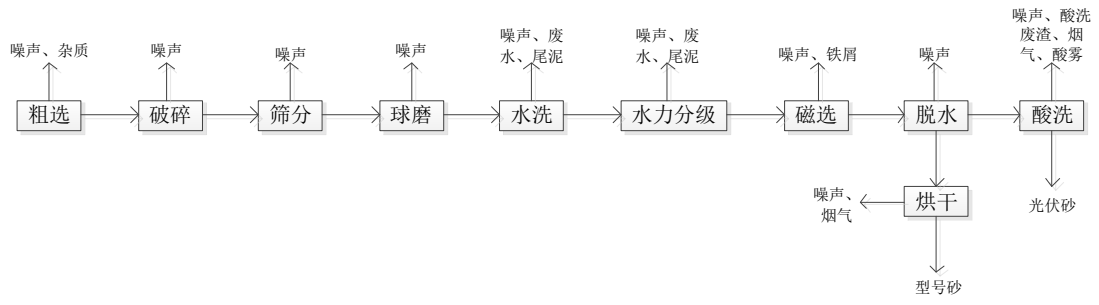 噪声、杂质
噪声
噪声
噪声
噪声、废
水、尾泥
噪声、废
水、尾泥
噪声、铁屑
噪声
噪声、酸洗
废渣、烟
气、酸雾
粗选
破碎
筛分
球磨
水洗
水力分级
磁选
脱水
酸洗
噪声、
烟气
烘干
光伏砂
型号砂